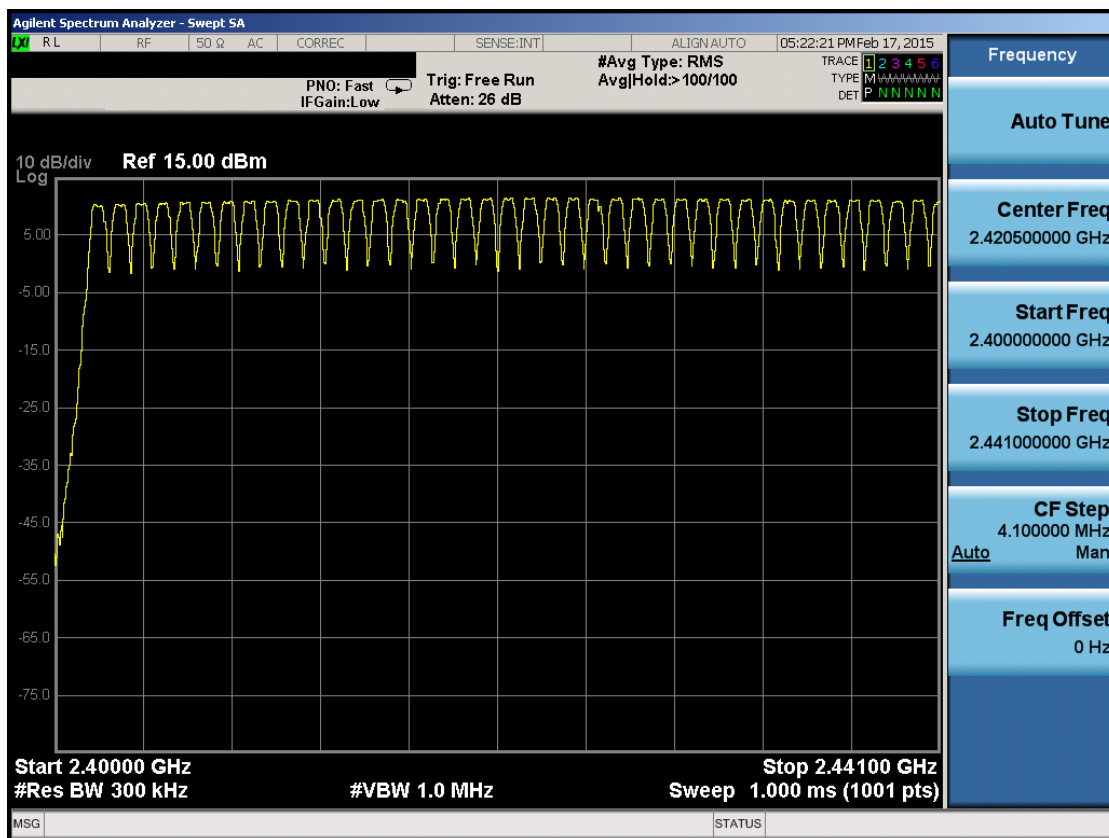 Agilent Spectrum Analyzer - Swept SA
LXI RL RF 50 Ω AC CORREC SENSE:INT ALIGN AUTO 05:22:21 PM Feb 17, 2015
PNO: Fast
IFGain:Low
Trig: Free Run
Atten: 26 dB
#Avg Type: RMS
Avg|Hold:>100/100
TRACE 1 2 3 4 5 6
TYPE M WWWWW
DET P N N N N N
10 dB/div Ref 15.00 dBm
Log
5.00
-5.00
-15.0
-25.0
-35.0
-45.0
-55.0
-65.0
-75.0
Start 2.40000 GHz Stop 2.44100 GHz
#Res BW 300 kHz #VBW 1.0 MHz Sweep 1.000 ms (1001 pts)
MSG STATUS
Frequency
Auto Tune
Center Freq
2.420500000 GHz
Start Freq
2.400000000 GHz
Stop Freq
2.441000000 GHz
CF Step
4.100000 MHz
Auto Man
Freq Offset
0 Hz